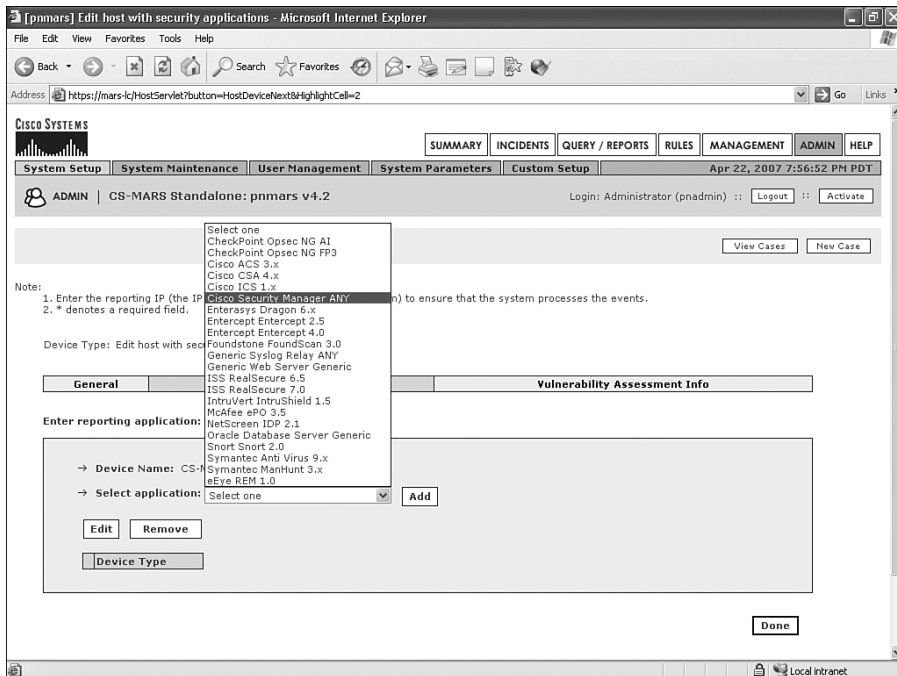 [pnmars] Edit host with security applications - Microsoft Internet Explorer
File Edit View Favorites Tools Help
Back Search Favorites
Address https://mars-lc/HostServlet?button=HostDeviceNext&HighlightCell=2 Go Links
CISCO SYSTEMS
SUMMARY INCIDENTS QUERY / REPORTS RULES MANAGEMENT ADMIN HELP
System Setup System Maintenance User Management System Parameters Custom Setup Apr 22, 2007 7:56:52 PM PDT
ADMIN | CS-MARS Standalone: pnmars v4.2 Login: Administrator (pnadmin) :: Logout :: Activate
View Cases New Case
Note:
1. Enter the reporting IP (the IP
n) to ensure that the system processes the events.
2. * denotes a required field.
Device Type: Edit host with sec
General Vulnerability Assessment Info
Enter reporting application:
→ Device Name: CS-M
→ Select application: Select one Add
Select one
CheckPoint Opsec NG AI
CheckPoint Opsec NG FP3
Cisco ACS 3.x
Cisco CSA 4.x
Cisco ICS 1.x
Cisco Security Manager ANY
Enterasys Dragon 6.x
Entercept Entercept 2.5
Entercept Entercept 4.0
Foundstone FoundScan 3.0
Generic Syslog Relay ANY
Generic Web Server Generic
ISS RealSecure 6.5
ISS RealSecure 7.0
IntruVert IntruShield 1.5
McAfee ePO 3.5
NetScreen IDP 2.1
Oracle Database Server Generic
Snort Snort 2.0
Symantec Anti Virus 9.x
Symantec ManHunt 3.x
eEye REM 1.0
Edit Remove
Device Type
Done
Local intranet